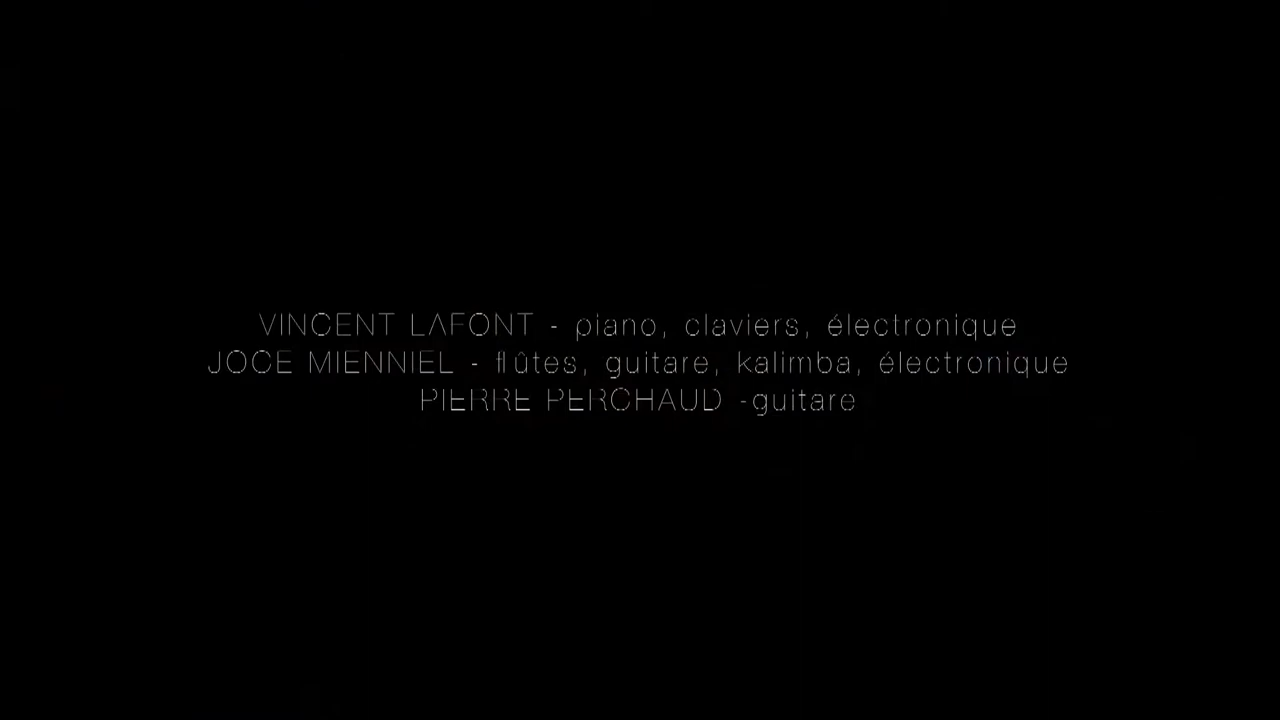 VINCENT LAFONT - piano, claviers, électronique
JOCE MIENNIEL - flûtes, guitare, kalimba, électronique
PIERRE PERCHAUD -guitare